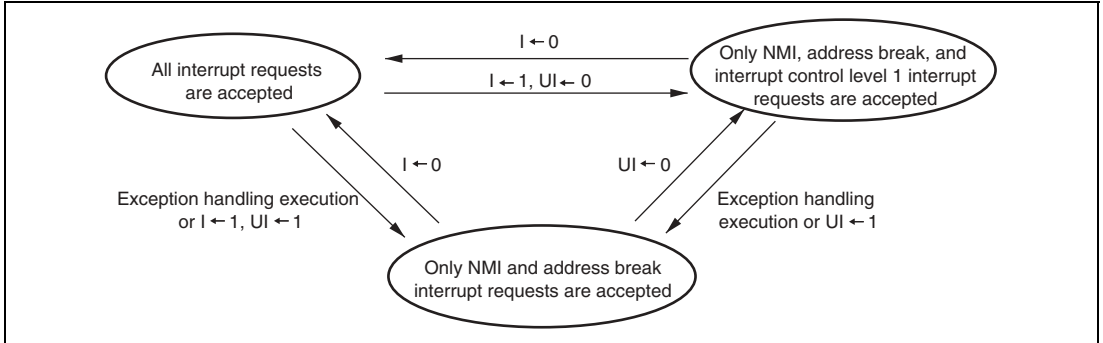 I ← 0
All interrupt requests
are accepted
I ← 1, UI ← 0
Only NMI, address break, and
interrupt control level 1 interrupt
requests are accepted
I ← 0
UI ← 0
Exception handling execution
or I ← 1, UI ← 1
Exception handling
execution or UI ← 1
Only NMI and address break
interrupt requests are accepted